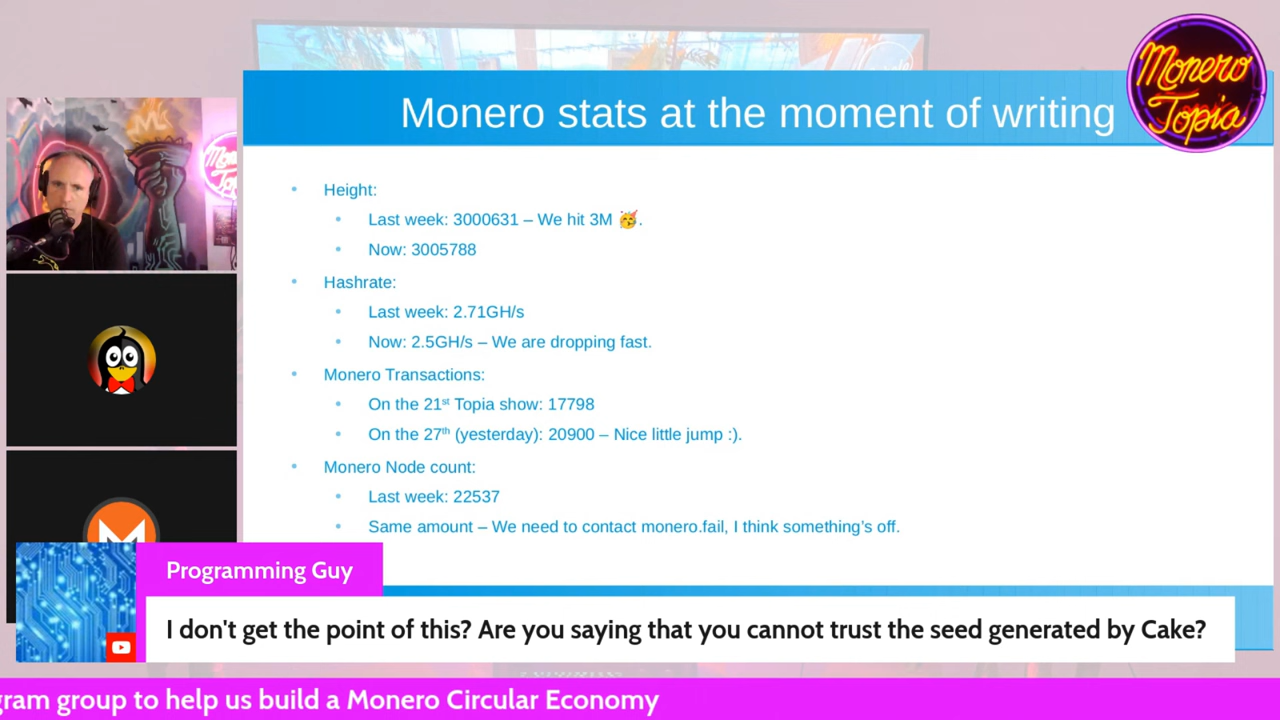 Monero stats at the moment of writing
Monero
Topia
Height:
Last week: 3000631 – We hit 3M 🥳.
Now: 3005788
Hashrate:
Last week: 2.71GH/s
Now: 2.5GH/s – We are dropping fast.
Monero Transactions:
On the 21st Topia show: 17798
On the 27th (yesterday): 20900 – Nice little jump :).
Monero Node count:
Last week: 22537
Same amount – We need to contact monero.fail, I think something's off.
Programming Guy
I don't get the point of this? Are you saying that you cannot trust the seed generated by Cake?
gram group to help us build a Monero Circular Economy